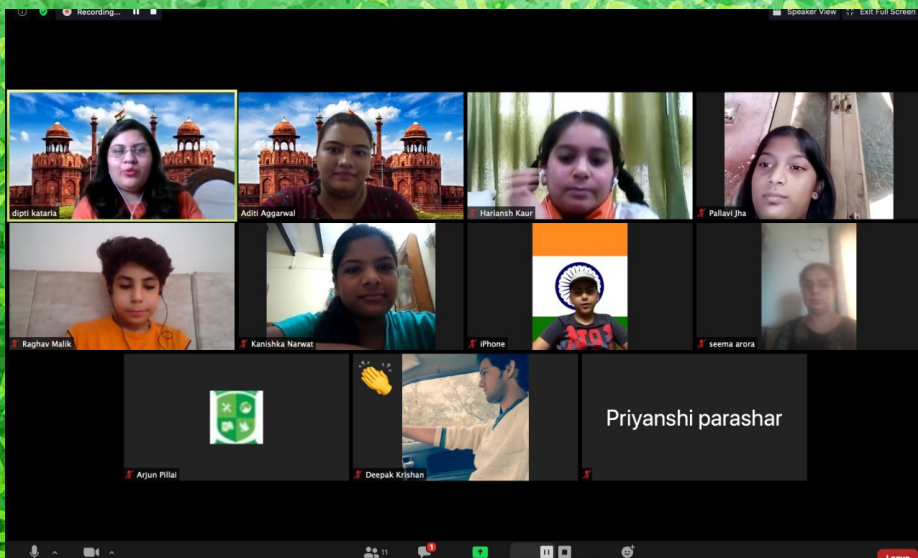 Recording...
Speaker View
Exit Full Screen
dipti kataria
Aditi Aggarwal
Hariansh Kaur
Pallavi Jha
Raghav Malik
Kanishka Narwat
iPhone
seema arora
Arjun Pillai
Deepak Krishan
Priyanshi parashar
11
1
Leave